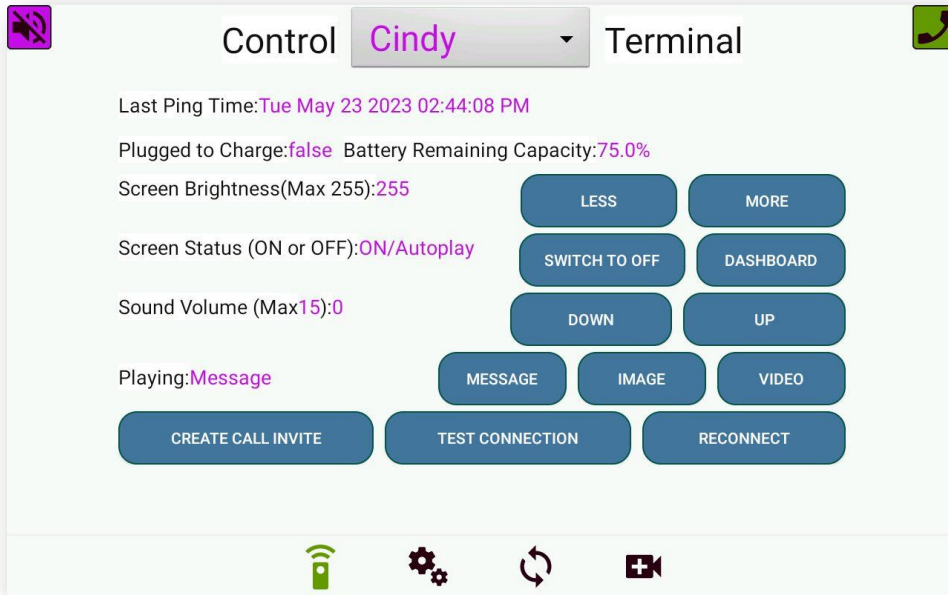 Control Cindy Terminal
Last Ping Time:Tue May 23 2023 02:44:08 PM
Plugged to Charge:false Battery Remaining Capacity:75.0%
Screen Brightness(Max 255):255 LESS MORE
Screen Status (ON or OFF):ON/Autoplay SWITCH TO OFF DASHBOARD
Sound Volume (Max15):0 DOWN UP
Playing:Message MESSAGE IMAGE VIDEO
CREATE CALL INVITE TEST CONNECTION RECONNECT